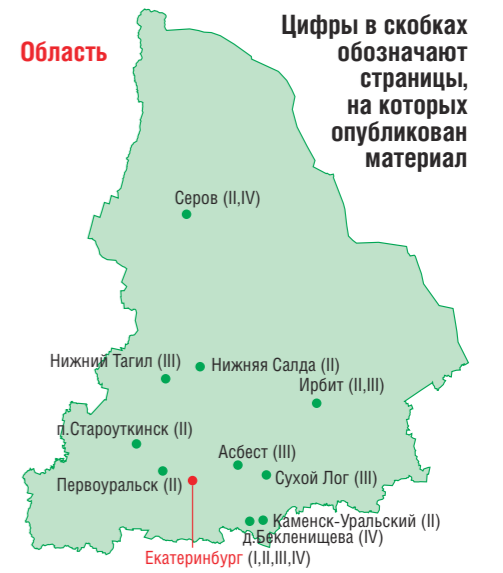 Область
Цифры в скобках
обозначают
страницы,
на которых
опубликован
материал
Серов (II,IV)
Нижний Тагил (III)
Нижняя Салда (II)
Ирбит (II,III)
п.Староуткинск (II)
Асбест (III)
Сухой Лог (III)
Первоуральск (II)
Каменск-Уральский (II)
д.Бекленищева (IV)
Екатеринбург (I,II,III,IV)